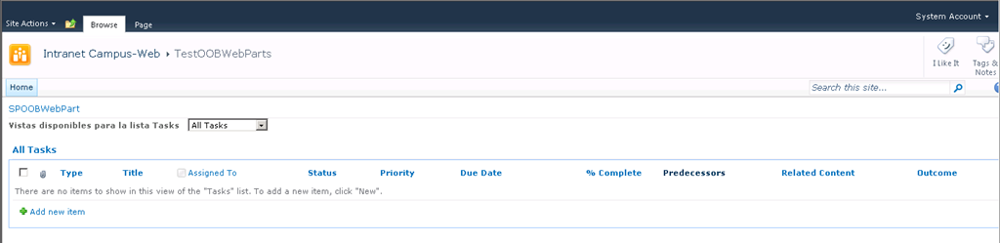 Site Actions Browse Page System Account
Intranet Campus-Web TestOOBWebParts
I Like It
Tags &
Notes
Home Search this site...
SPOOBWebPart
Vistas disponibles para la lista Tasks All Tasks
All Tasks
Type Title Assigned To Status Priority Due Date % Complete Predecessors Related Content Outcome
There are no items to show in this view of the "Tasks" list. To add a new item, click "New".
Add new item